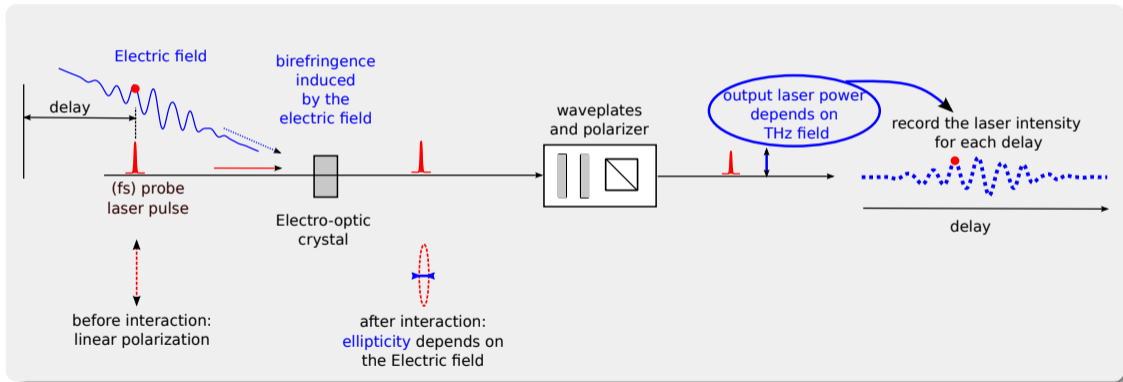 Electric field
delay
(fs) probe
laser pulse
before interaction:
linear polarization
birefringence
induced
by the
electric field
Electro-optic
crystal
after interaction:
ellipticity depends on
the Electric field
waveplates
and polarizer
output laser power
depends on
THz field
record the laser intensity
for each delay
delay